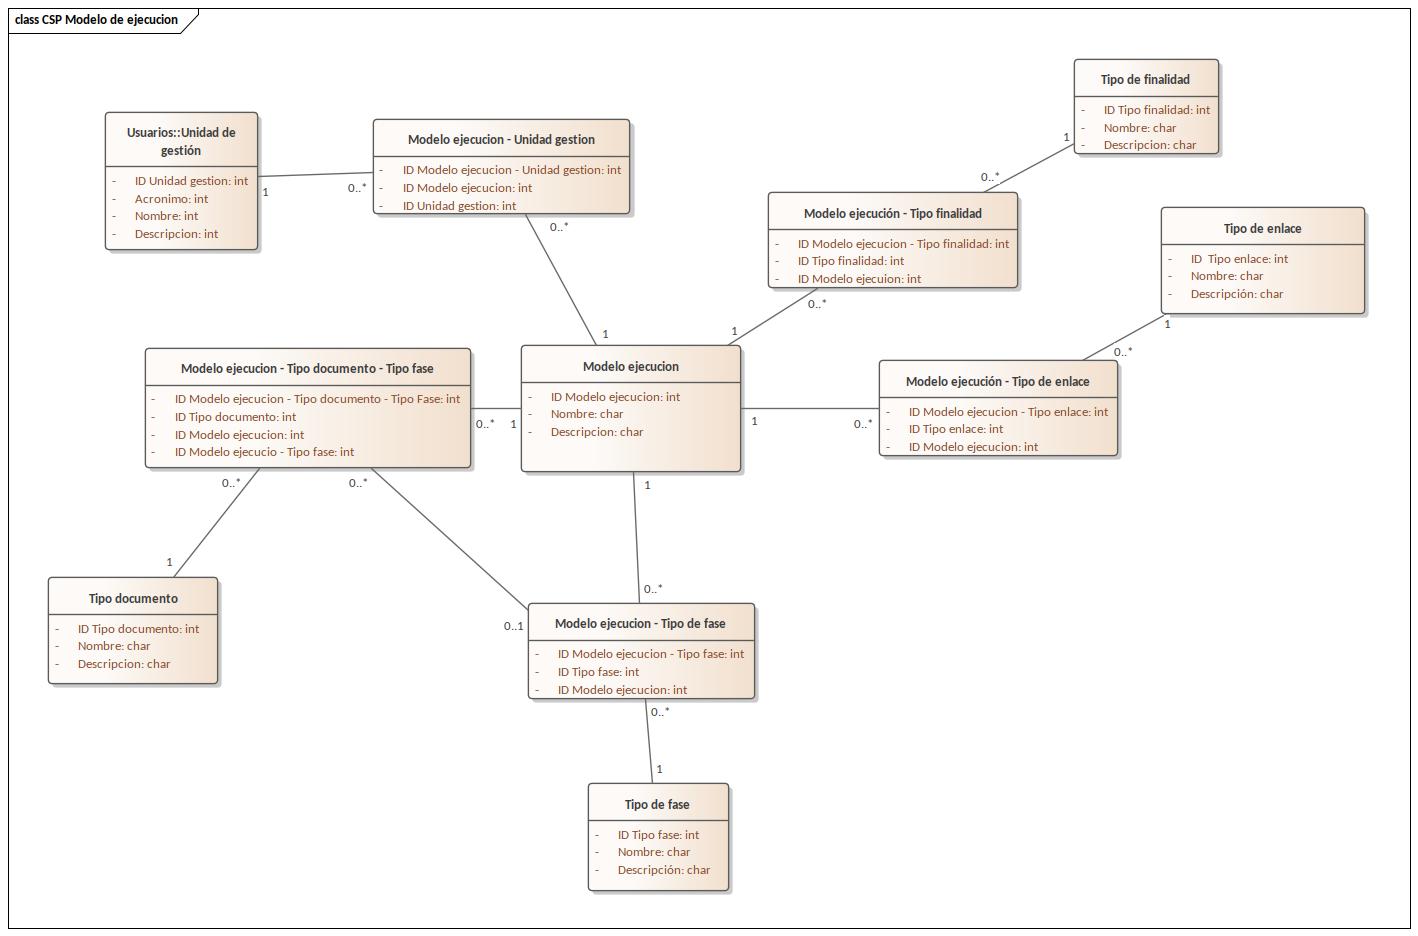 class CSP Modelo de ejecucion
Tipo de finalidad
- ID Tipo finalidad: int
- Nombre: char
- Descripcion: char
1
0..*
Usuarios::Unidad de
gestión
- ID Unidad gestion: int
- Acronimo: int
- Nombre: int
- Descripcion: int
1
0..*
Modelo ejecucion - Unidad gestion
- ID Modelo ejecucion - Unidad gestion: int
- ID Modelo ejecucion: int
- ID Unidad gestion: int
0..*
1
Modelo ejecución - Tipo finalidad
- ID Modelo ejecucion - Tipo finalidad: int
- ID Tipo finalidad: int
- ID Modelo ejecuion: int
0..*
1
Tipo de enlace
- ID  Tipo enlace: int
- Nombre: char
- Descripción: char
1
0..*
Modelo ejecucion - Tipo documento - Tipo fase
- ID Modelo ejecucion - Tipo documento - Tipo Fase: int
- ID Tipo documento: int
- ID Modelo ejecucion: int
- ID Modelo ejecucio - Tipo fase: int
0..*
1
Modelo ejecucion
- ID Modelo ejecucion: int
- Nombre: char
- Descripcion: char
1
0..*
Modelo ejecución - Tipo de enlace
- ID Modelo ejecucion - Tipo enlace: int
- ID Tipo enlace: int
- ID Modelo ejecucion: int
0..*
0..*
1
1
0..*
0..1
Tipo documento
- ID Tipo documento: int
- Nombre: char
- Descripcion: char
Modelo ejecucion - Tipo de fase
- ID Modelo ejecucion - Tipo fase: int
- ID Tipo fase: int
- ID Modelo ejecucion: int
0..*
1
Tipo de fase
- ID Tipo fase: int
- Nombre: char
- Descripción: char